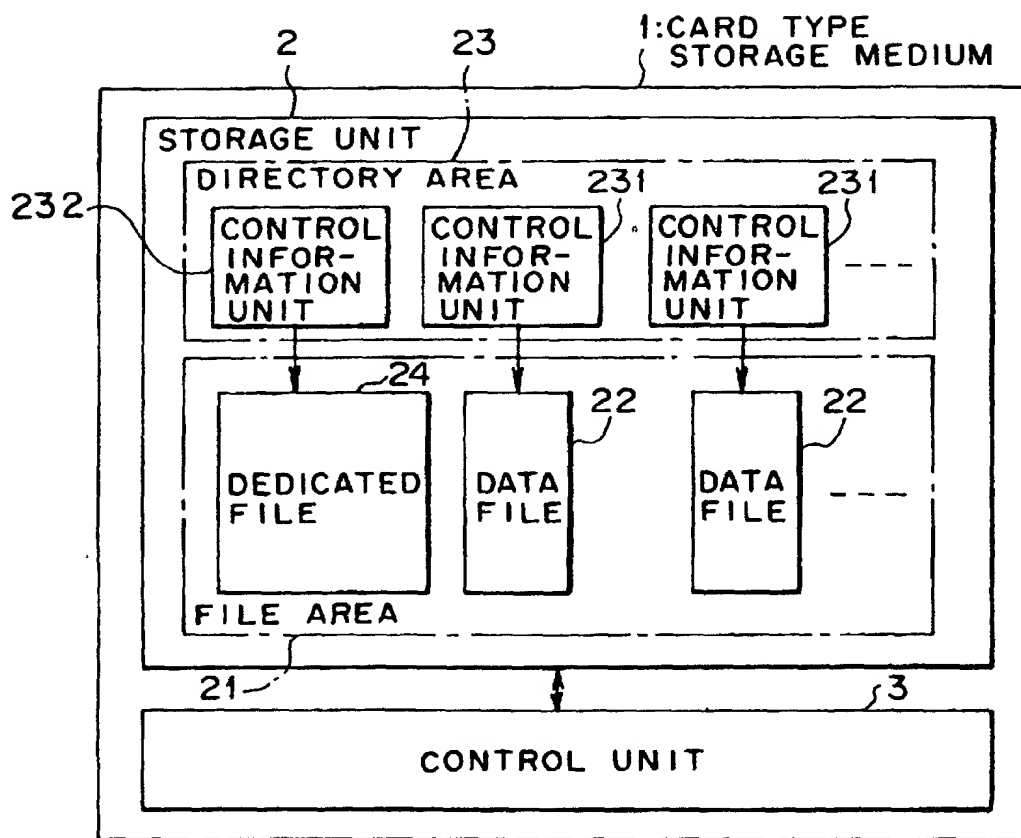 1:CARD TYPE
STORAGE MEDIUM
23
2
STORAGE UNIT
DIRECTORY AREA
231
231
232
CONTROL
INFOR-
MATION
UNIT
CONTROL
INFOR-
MATION
UNIT
CONTROL
INFOR-
MATION
UNIT
24
22
22
DEDICATED
FILE
DATA
FILE
DATA
FILE
FILE AREA
21
3
CONTROL UNIT